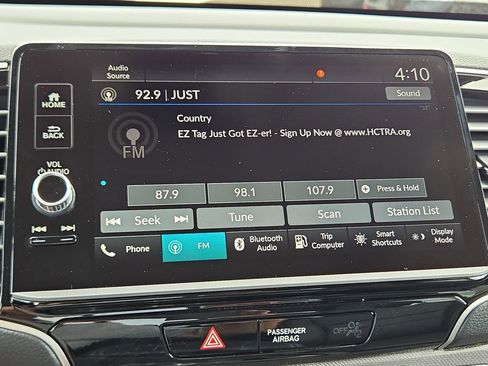 Audio
Source
4:10
92.9 | JUST
Sound
HOME
Country
ST
EZ Tag Just Got EZ-er! - Sign Up Now @ www.HCTRA.org
BACK
FM
VOL
AUDIO
87.9
98.1
107.9
Press & Hold
Seek
Tune
Scan
Station List
Phone
FM
Bluetooth
Audio
Trip
Computer
Smart
Shortcuts
Display
Mode
PASSENGER
AIRBAG
OFF